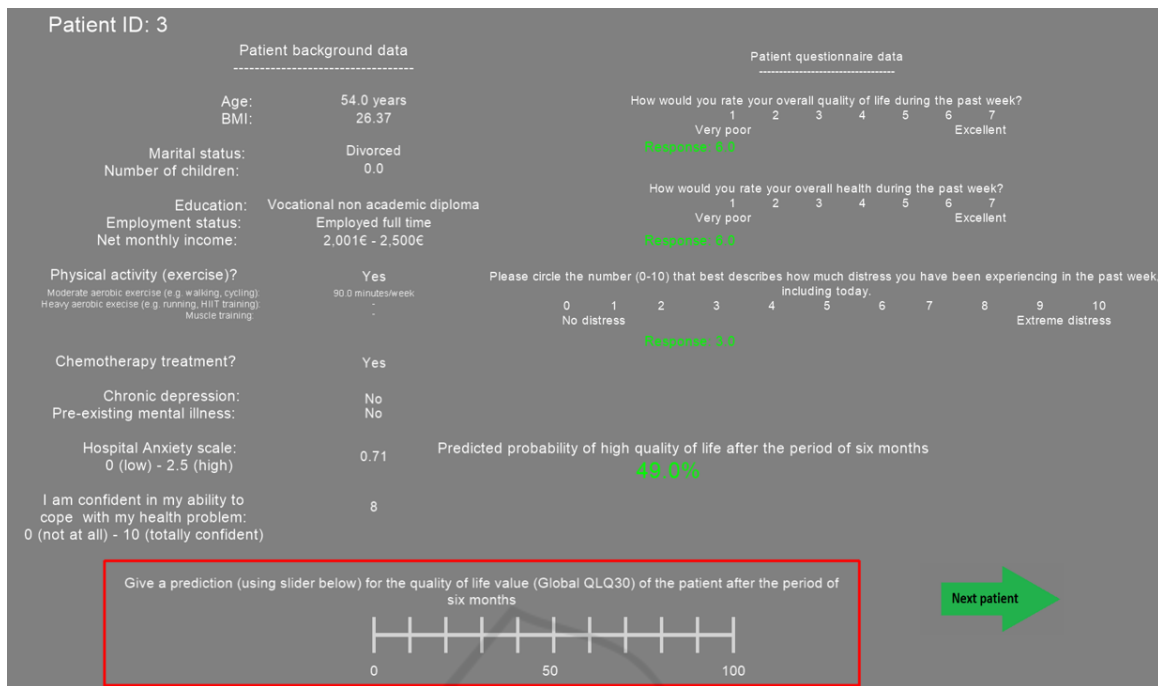 Patient ID: 3
Patient background data
----------------------------------
Age: 54.0 years
BMI: 26.37
Marital status: Divorced
Number of children: 0.0
Education: Vocational non academic diploma
Employment status: Employed full time
Net monthly income: 2,001€ - 2,500€
Physical activity (exercise)? Yes
Moderate aerobic exercise (e.g. walking, cycling): 90.0 minutes/week
Heavy aerobic execise (e.g. running, HIIT training): -
Muscle training: -
Chemotherapy treatment? Yes
Chronic depression: No
Pre-existing mental illness: No
Hospital Anxiety scale:
0 (low) - 2.5 (high) 0.71
I am confident in my ability to
cope with my health problem: 8
0 (not at all) - 10 (totally confident)
Patient questionnaire data
----------------------------------
How would you rate your overall quality of life during the past week?
1 2 3 4 5 6 7
Very poor Excellent
Response: 6.0
How would you rate your overall health during the past week?
1 2 3 4 5 6 7
Very poor Excellent
Response: 6.0
Please circle the number (0-10) that best describes how much distress you have been experiencing in the past week,
including today.
0 1 2 3 4 5 6 7 8 9 10
No distress Extreme distress
Response: 3.0
Predicted probability of high quality of life after the period of six months
49.0%
Give a prediction (using slider below) for the quality of life value (Global QLQ30) of the patient after the period of
six months
0 50 100
Next patient